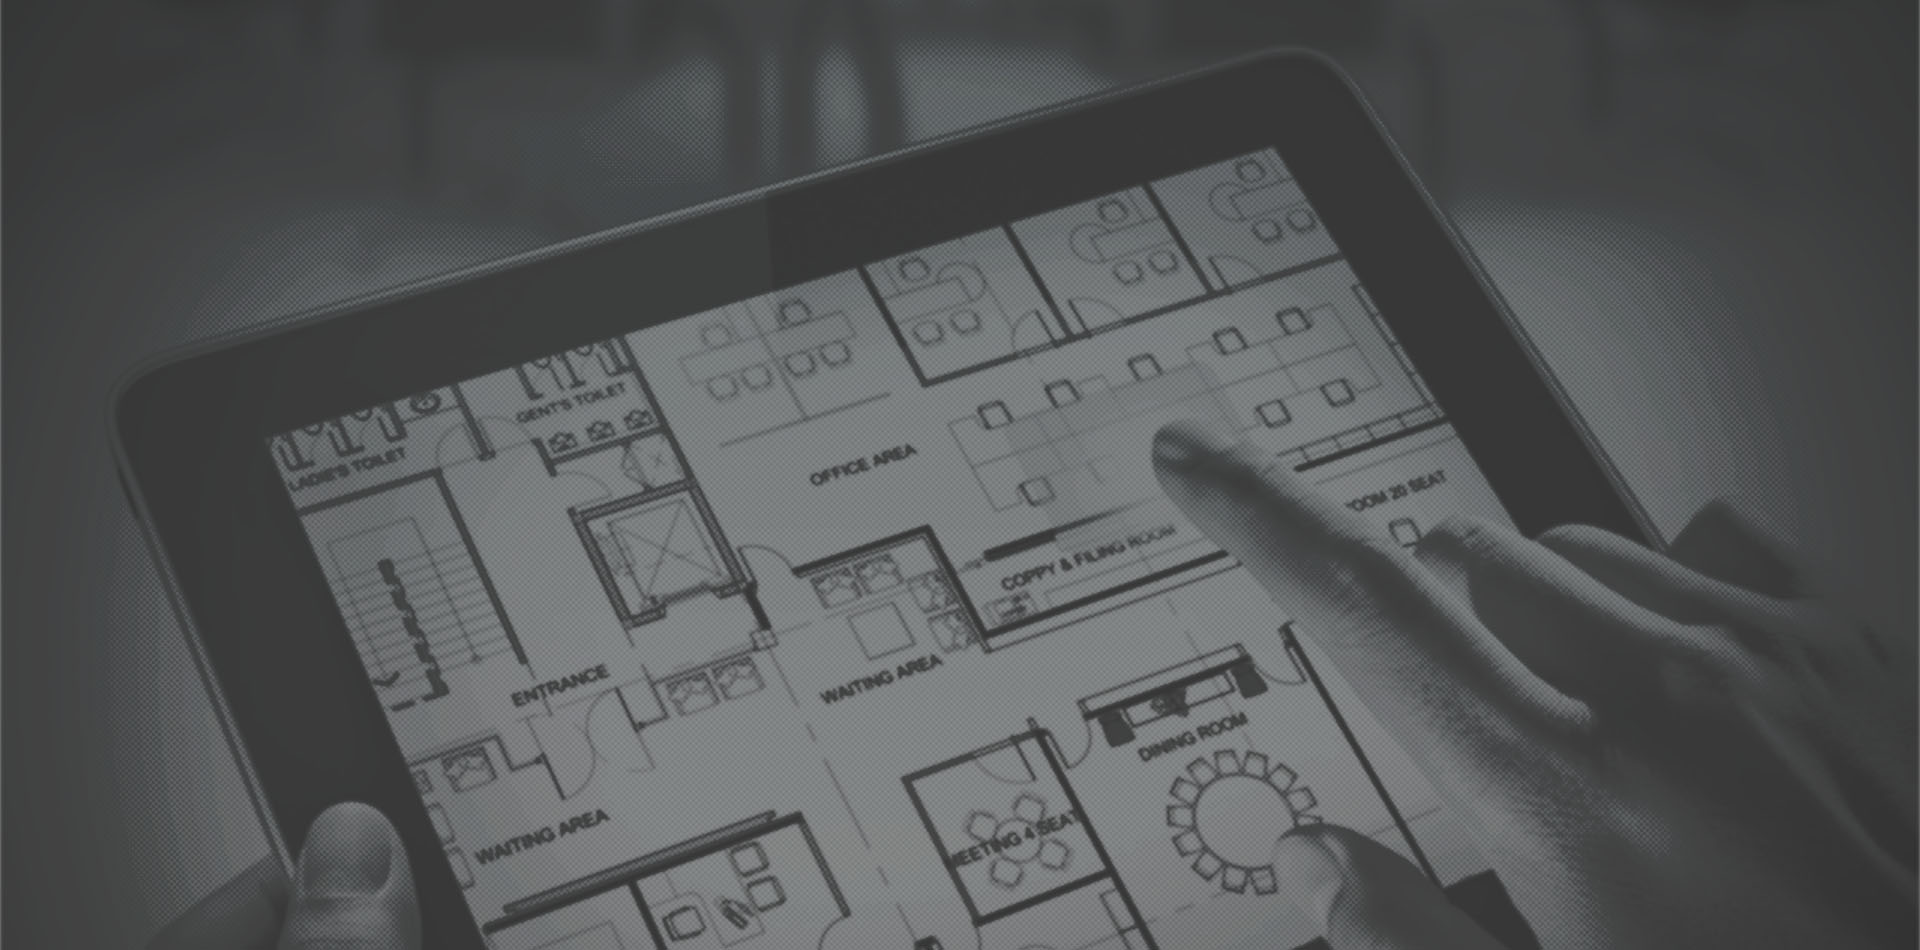 GENT'S TOILET
LADIE'S TOILET
OFFICE AREA
ROOM 20 SEAT
COPPY & FILING ROOM
ENTRANCE
WAITING AREA
DINING ROOM
WAITING AREA
MEETING 4 SEAT